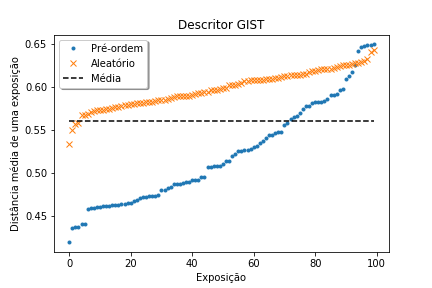 Descritor GIST
Pré-ordem
Aleatório
Média
Distância média de uma exposição
0.65
0.60
0.55
0.50
0.45
0 20 40 60 80 100
Exposição